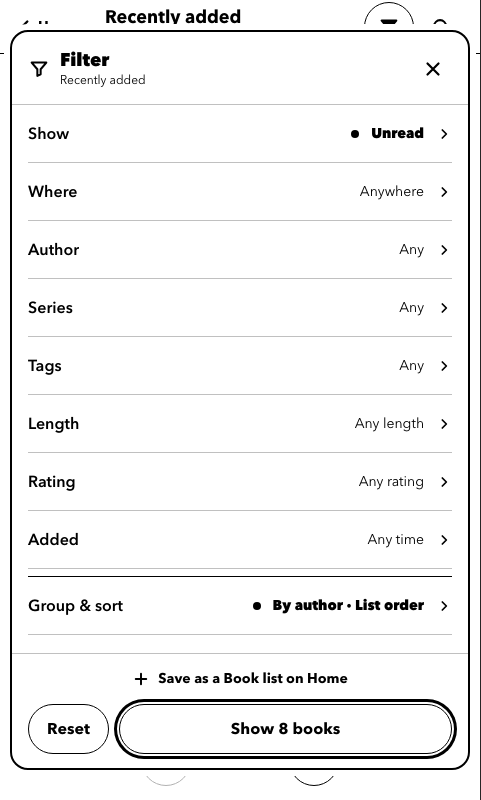 Recently added
Filter
Recently added
Show
Unread
Where
Anywhere
Author
Any
Series
Any
Tags
Any
Length
Any length
Rating
Any rating
Added
Any time
Group & sort
By author • List order
Save as a Book list on Home
Reset
Show 8 books